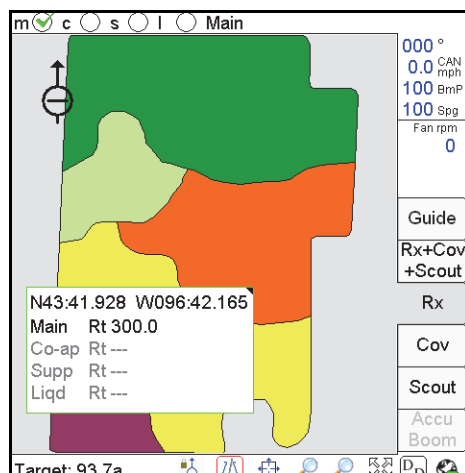 m c s l Main
000 °
0.0 CAN mph
100 BmP
100 Spg
Fan rpm
0
Guide
Rx+Cov
+Scout
Rx
Cov
Scout
Accu
Boom
N43:41.928 W096:42.165
Main Rt 300.0
Co-ap Rt ---
Supp Rt ---
Liqd Rt ---
Target: 93.7a